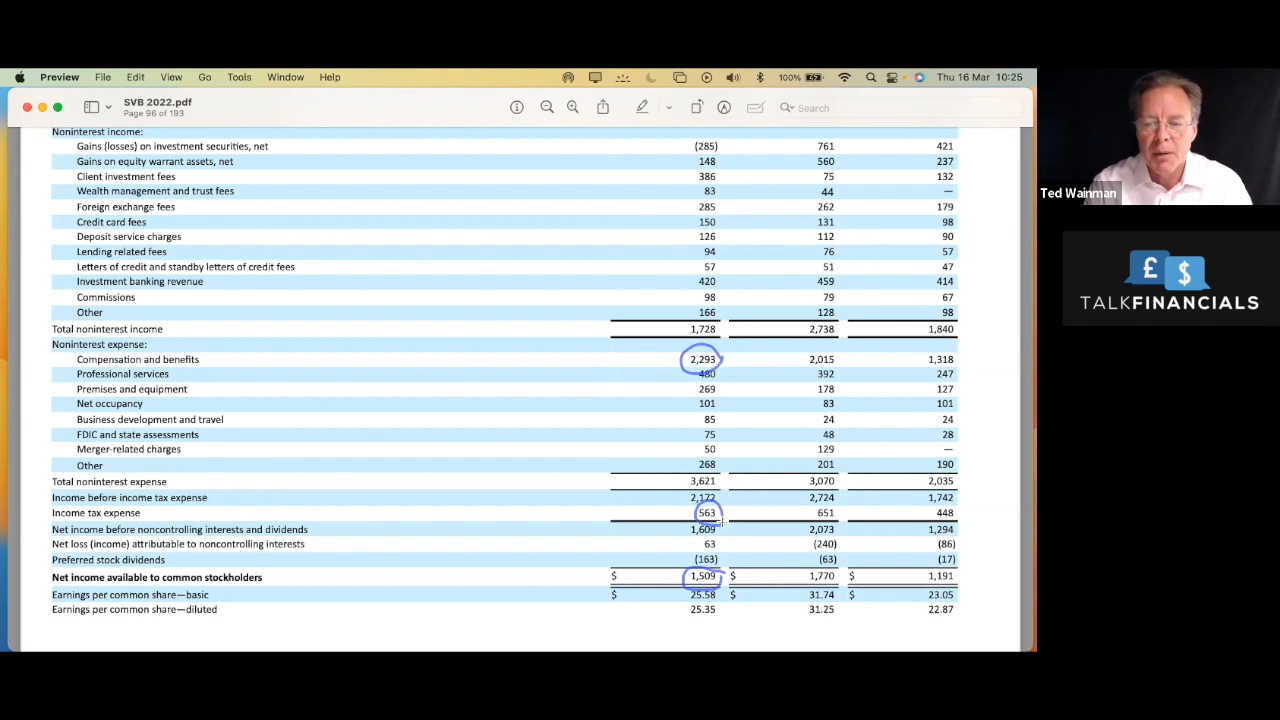 Preview File Edit View Go Tools Window Help 100% Thu 16 Mar 10:25
SVB 2022.pdf
Page 96 of 193
Search
Noninterest income:
Gains (losses) on investment securities, net (285) 761 421
Gains on equity warrant assets, net 148 560 237
Client investment fees 386 75 132
Wealth management and trust fees 83 44 —
Foreign exchange fees 285 262 179
Credit card fees 150 131 98
Deposit service charges 126 112 90
Lending related fees 94 76 57
Letters of credit and standby letters of credit fees 57 51 47
Investment banking revenue 420 459 414
Commissions 98 79 67
Other 166 128 98
Total noninterest income 1,728 2,738 1,840
Noninterest expense:
Compensation and benefits 2,293 2,015 1,318
Professional services 480 392 247
Premises and equipment 269 178 127
Net occupancy 101 83 101
Business development and travel 85 24 24
FDIC and state assessments 75 48 28
Merger-related charges 50 129 —
Other 268 201 190
Total noninterest expense 3,621 3,070 2,035
Income before income tax expense 2,172 2,724 1,742
Income tax expense 563 651 448
Net income before noncontrolling interests and dividends 1,609 2,073 1,294
Net loss (income) attributable to noncontrolling interests 63 (240) (86)
Preferred stock dividends (163) (63) (17)
Net income available to common stockholders $ 1,509 $ 1,770 $ 1,191
Earnings per common share—basic $ 25.58 $ 31.74 $ 23.05
Earnings per common share—diluted 25.35 31.25 22.87
Ted Wainman
£ $
TALKFINANCIALS